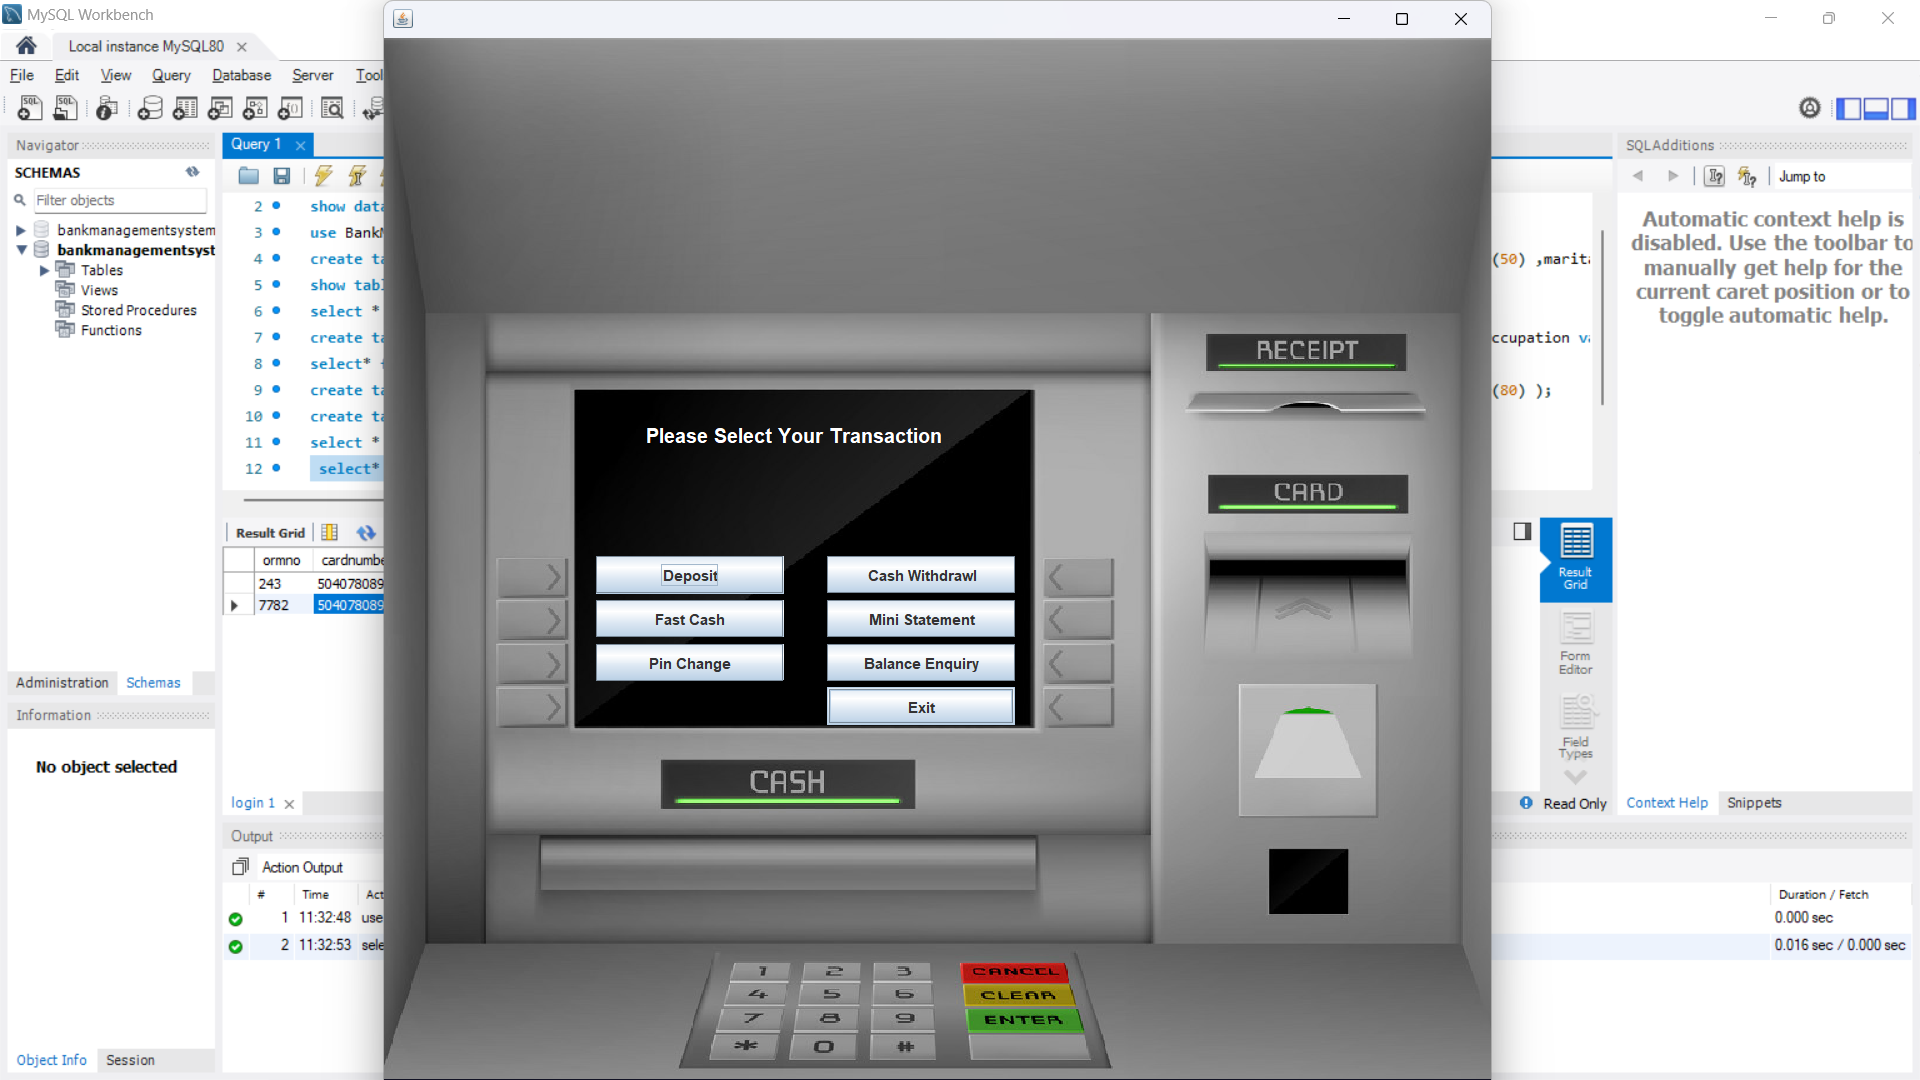 MySQL Workbench
Local instance MySQL80
File Edit View Query Database Server Tool
Navigator
SCHEMAS
Filter objects
bankmanagementsystem
bankmanagementsyst
Tables
Views
Stored Procedures
Functions
Administration Schemas
Information
No object selected
Object Info Session
Query 1
2 show data
3 use BankM
4 create ta
5 show tabl
6 select *
7 create ta
8 select*
9 create ta
10 create ta
11 select *
12 select*
(50) ,marita
ccupation va
(80) );
Result Grid
ormno cardnumbe
243 504078089
7782 504078089
login 1
Output
Action Output
# Time Act
1 11:32:48 use
2 11:32:53 sele
Please Select Your Transaction
Deposit Cash Withdrawl
Fast Cash Mini Statement
Pin Change Balance Enquiry
Exit
CASH
RECEIPT
CARD
1 2 3 CANCEL
4 5 6 CLEAR
7 8 9 ENTER
* 0 #
SQLAdditions
Jump to
Automatic context help is
disabled. Use the toolbar to
manually get help for the
current caret position or to
toggle automatic help.
Result
Grid
Form
Editor
Field
Types
Read Only
Context Help Snippets
Duration / Fetch
0.000 sec
0.016 sec / 0.000 sec